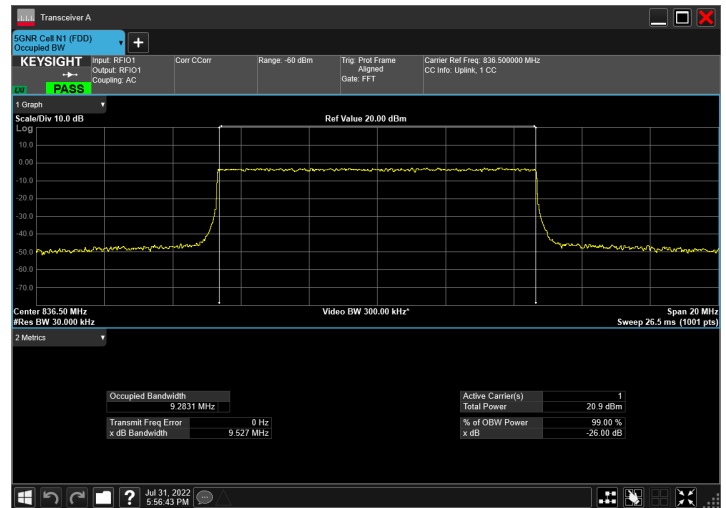 Transceiver A
5GNR Cell N1 (FDD)
Occupied BW
KEYSIGHT
LXI
PASS
Input: RFIO1
Output: RFIO1
Coupling: AC
Corr CCorr
Range: -60 dBm
Trig: Prot Frame
Aligned
Gate: FFT
Carrier Ref Freq: 836.500000 MHz
CC Info: Uplink, 1 CC
1 Graph
Scale/Div 10.0 dB
Ref Value 20.00 dBm
Log
10.0
0.00
-10.0
-20.0
-30.0
-40.0
-50.0
-60.0
-70.0
Center 836.50 MHz
Video BW 300.00 kHz*
Span 20 MHz
#Res BW 30.000 kHz
Sweep 26.5 ms (1001 pts)
2 Metrics
Occupied Bandwidth
9.2831 MHz
Active Carrier(s) 1
Total Power 20.9 dBm
Transmit Freq Error 0 Hz
x dB Bandwidth 9.527 MHz
% of OBW Power 99.00 %
x dB -26.00 dB
Jul 31, 2022
5:56:43 PM